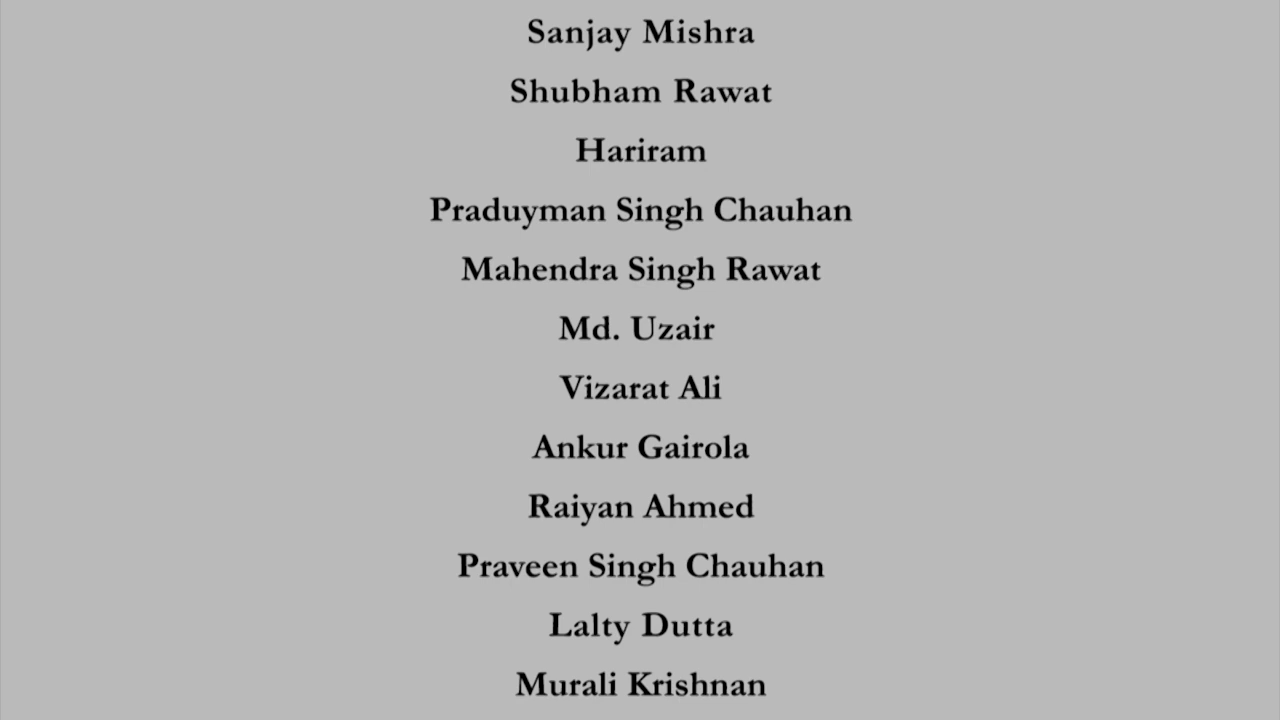 Sanjay Mishra
Shubham Rawat
Hariram
Praduyman Singh Chauhan
Mahendra Singh Rawat
Md. Uzair
Vizarat Ali
Ankur Gairola
Raiyan Ahmed
Praveen Singh Chauhan
Lalty Dutta
Murali Krishnan